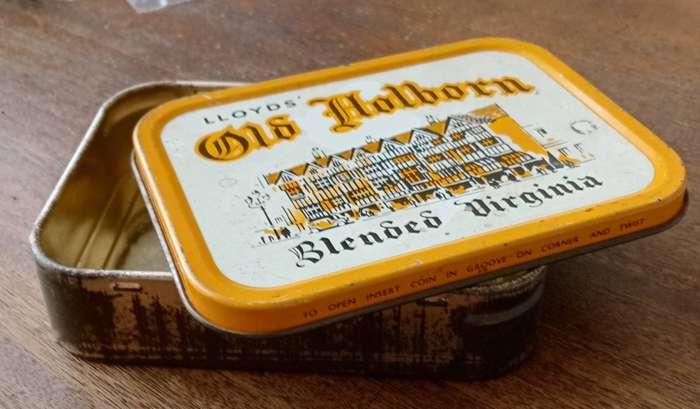 LLOYDS'
Old Holborn
Blended Virginia
TO OPEN INSERT COIN IN GROOVE ON CORNER AND TWIST